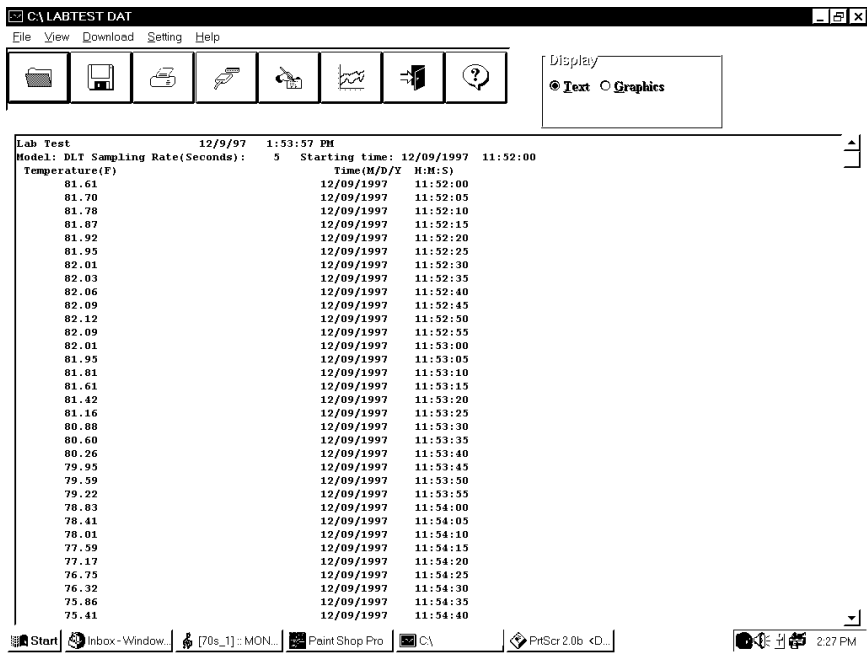 C:\ LABTEST DAT
File View Download Setting Help
Display
Text Graphics
Lab Test 12/9/97 1:53:57 PM
Model: DLT Sampling Rate(Seconds): 5 Starting time: 12/09/1997 11:52:00
Temperature(F) Time(M/D/Y H:M:S)
81.61 12/09/1997 11:52:00
81.70 12/09/1997 11:52:05
81.78 12/09/1997 11:52:10
81.87 12/09/1997 11:52:15
81.92 12/09/1997 11:52:20
81.95 12/09/1997 11:52:25
82.01 12/09/1997 11:52:30
82.03 12/09/1997 11:52:35
82.06 12/09/1997 11:52:40
82.09 12/09/1997 11:52:45
82.12 12/09/1997 11:52:50
82.09 12/09/1997 11:52:55
82.01 12/09/1997 11:53:00
81.95 12/09/1997 11:53:05
81.81 12/09/1997 11:53:10
81.61 12/09/1997 11:53:15
81.42 12/09/1997 11:53:20
81.16 12/09/1997 11:53:25
80.88 12/09/1997 11:53:30
80.60 12/09/1997 11:53:35
80.26 12/09/1997 11:53:40
79.95 12/09/1997 11:53:45
79.59 12/09/1997 11:53:50
79.22 12/09/1997 11:53:55
78.83 12/09/1997 11:54:00
78.41 12/09/1997 11:54:05
78.01 12/09/1997 11:54:10
77.59 12/09/1997 11:54:15
77.17 12/09/1997 11:54:20
76.75 12/09/1997 11:54:25
76.32 12/09/1997 11:54:30
75.86 12/09/1997 11:54:35
75.41 12/09/1997 11:54:40
Start Inbox - Window... [70s_1] :: MON... Paint Shop Pro C:\ PrtScr 2.0b <D... 2:27 PM